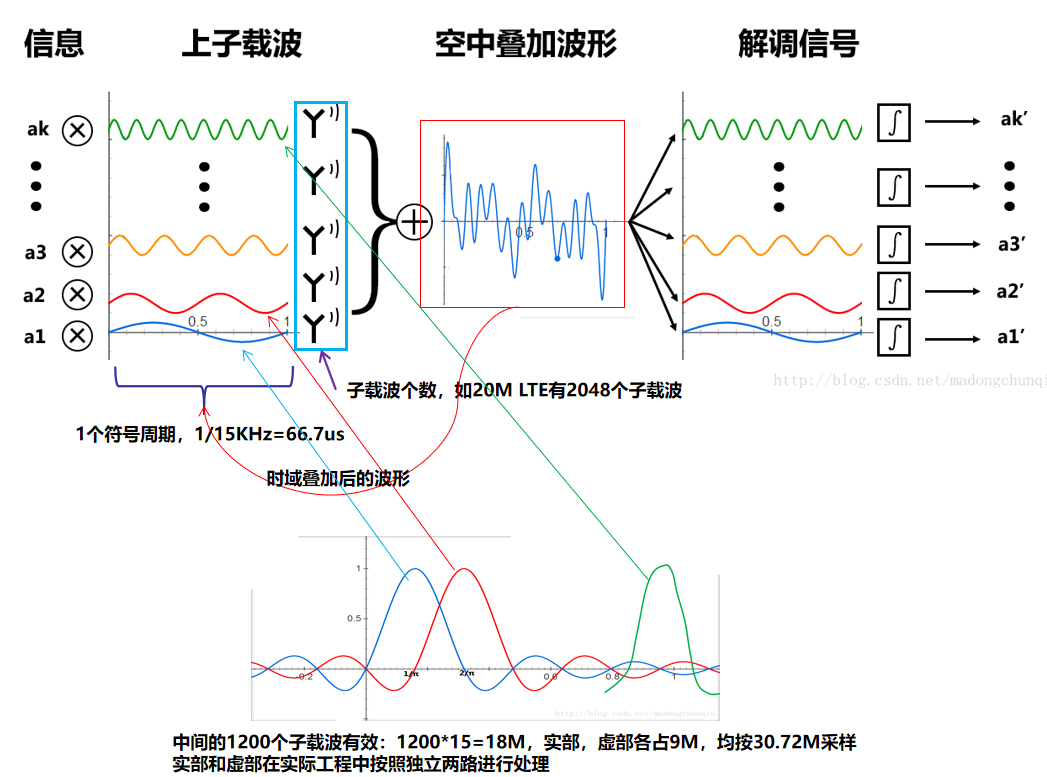 信息
上子载波
空中叠加波形
解调信号
ak
ak’
a3
a3’
a2
a2’
a1
a1’
0.5
1
0.5
1
0.5
1
http://blog.csdn.net/madongchunqi
子载波个数，如20M LTE有2048个子载波
1个符号周期，1/15KHz=66.7us
时域叠加后的波形
1
0.5
-0.2
1/π
2/π
0.6
0.8
1
http://blog.csdn.net/madongchunqiu
中间的1200个子载波有效：1200*15=18M，实部，虚部各占9M，均按30.72M采样
实部和虚部在实际工程中按照独立两路进行处理